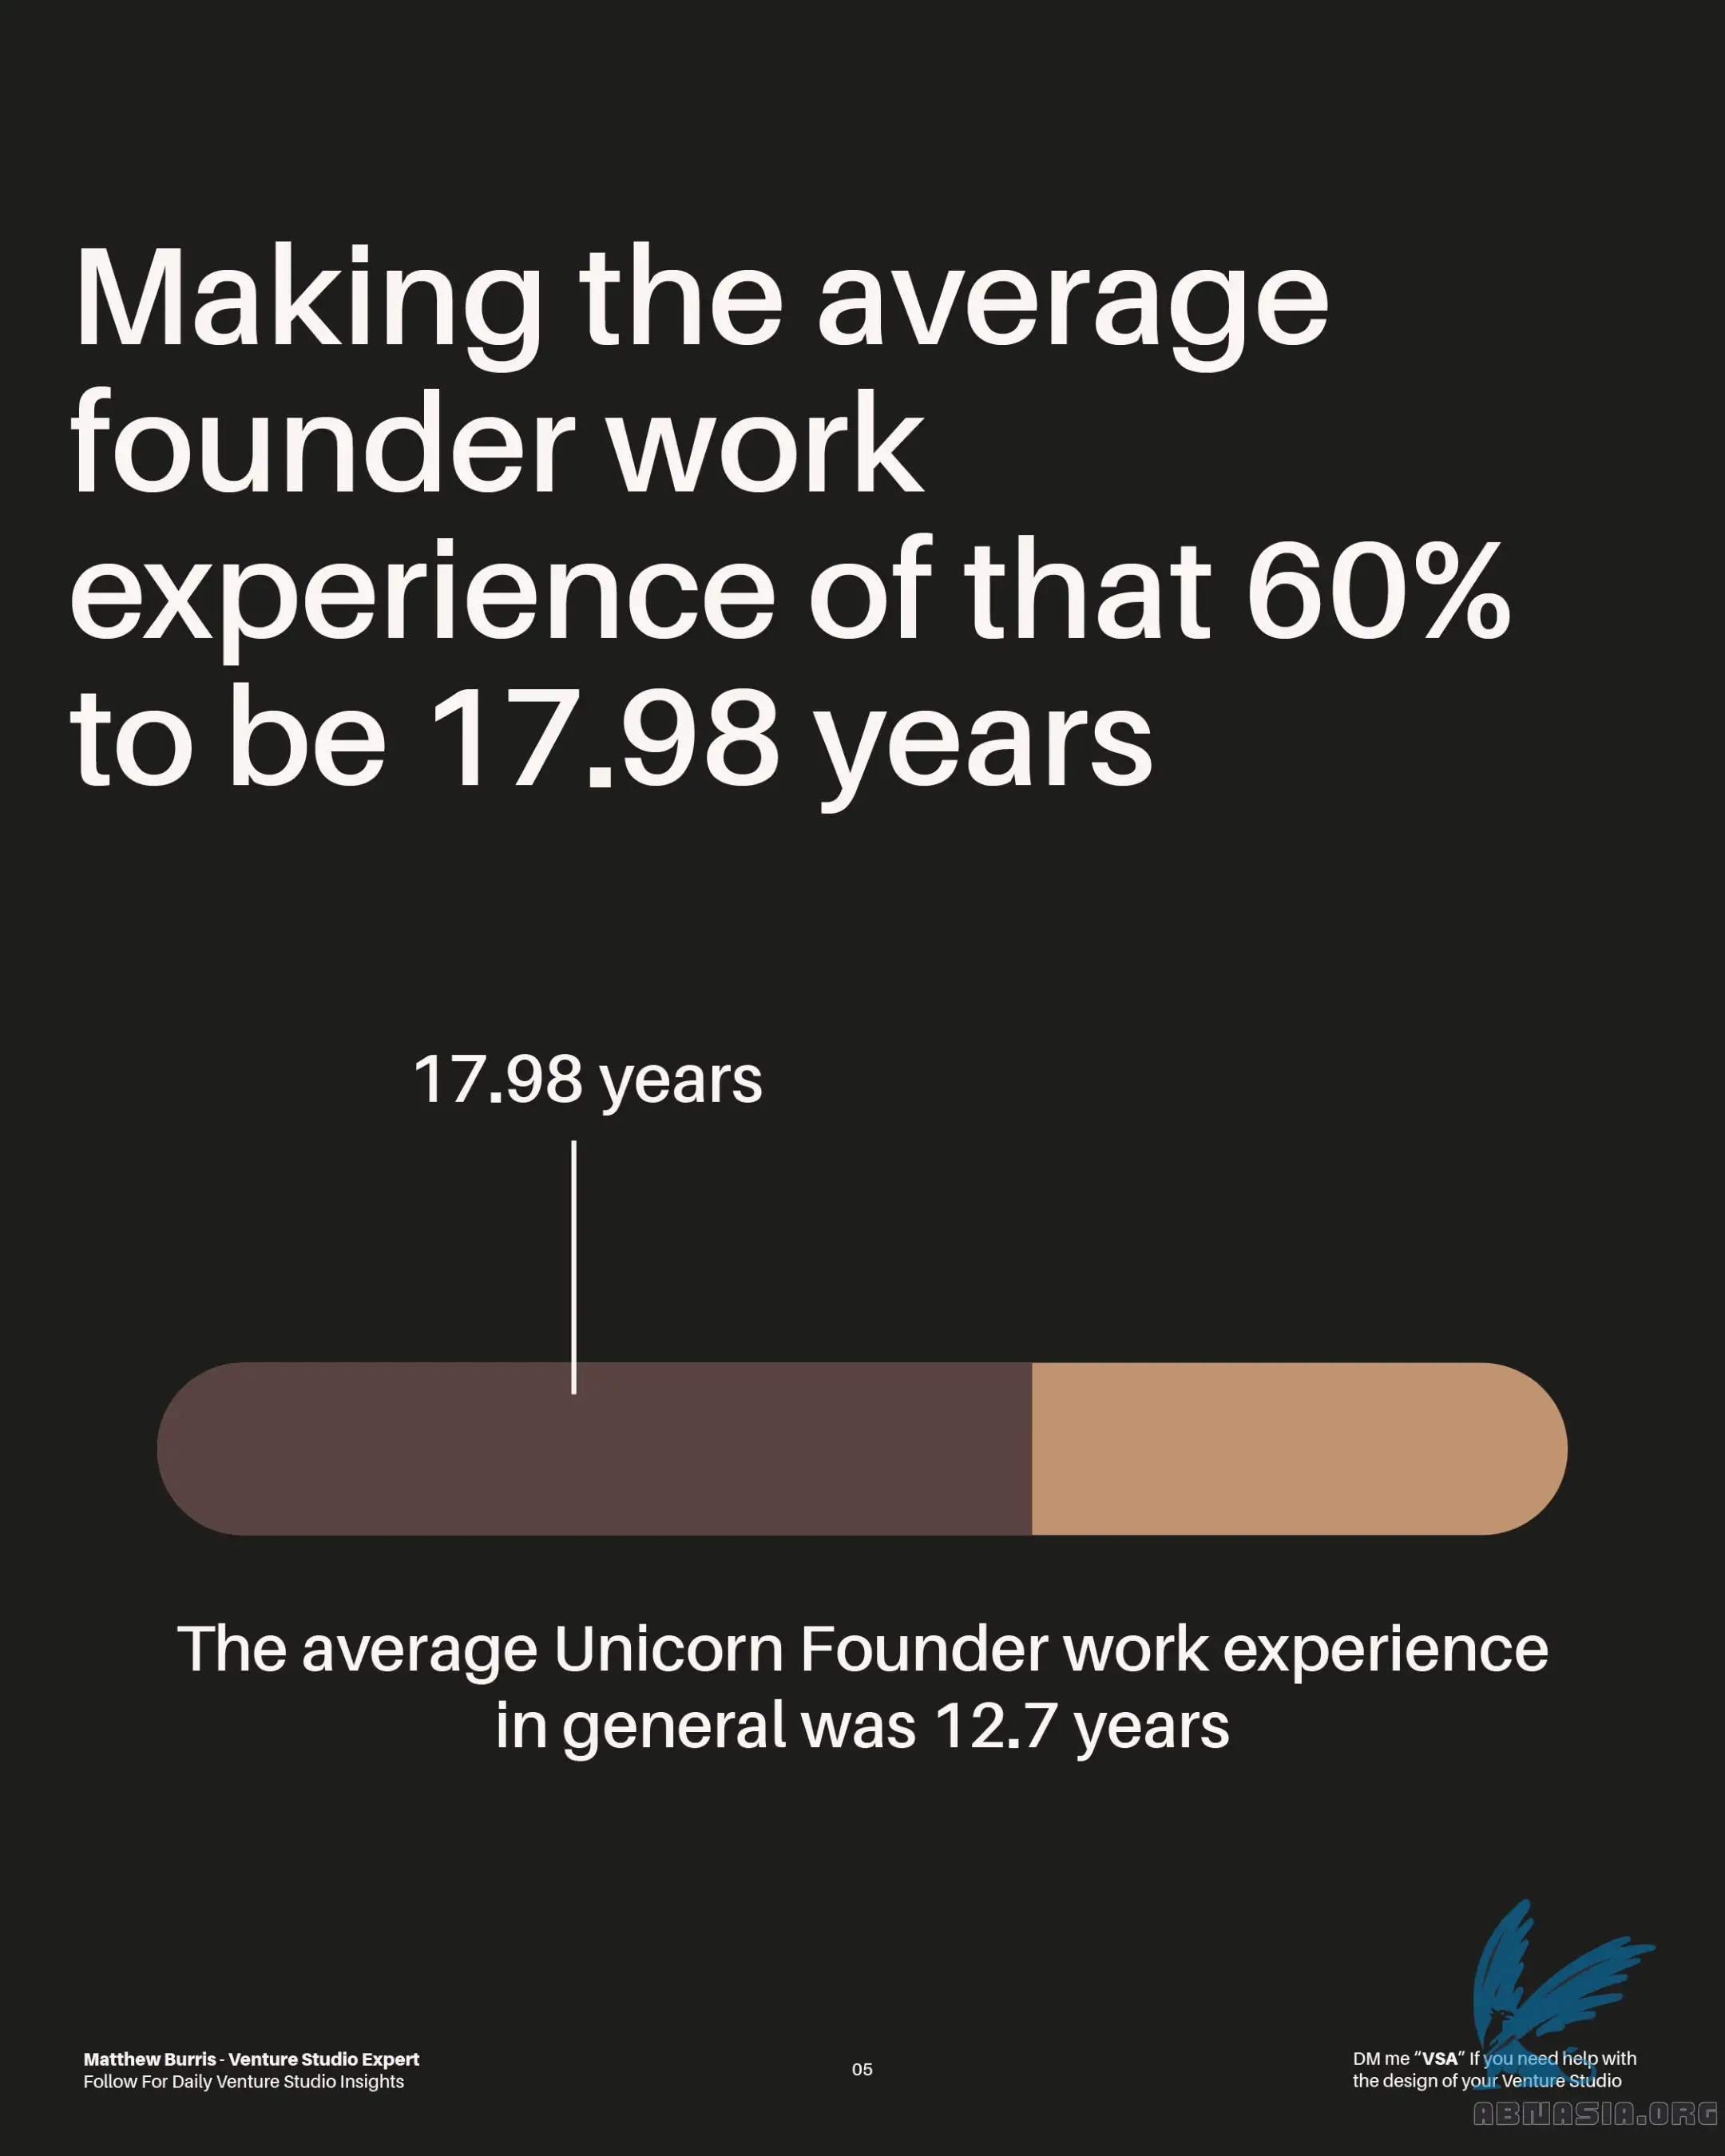 Making the average
founder work
experience of that 60%
to be 17.98 years
17.98 years
The average Unicorn Founder work experience
in general was 12.7 years
Matthew Burris - Venture Studio Expert
Follow For Daily Venture Studio Insights
05
DM me “VSA” If you need help with
the design of your Venture Studio
ABNASIA.ORG